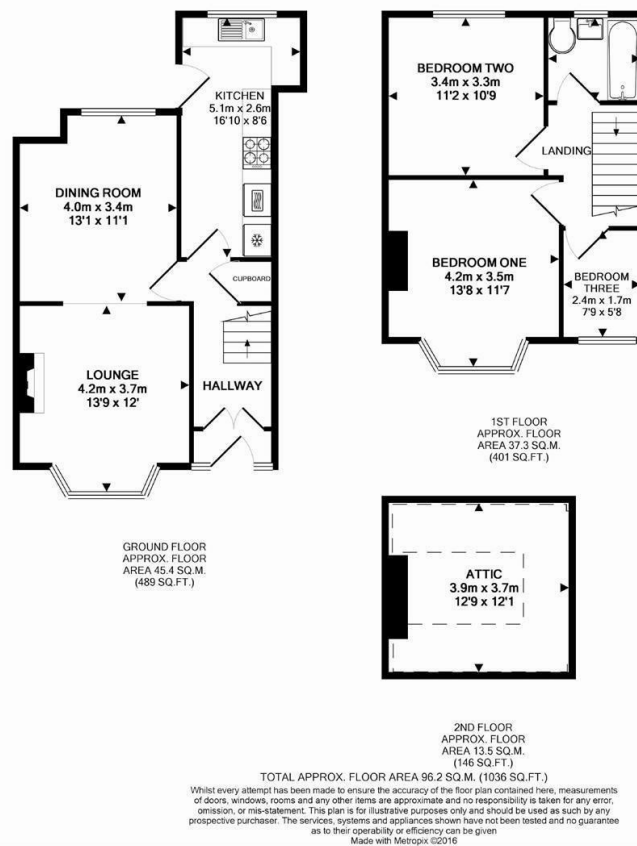 KITCHEN
5.1m x 2.6m
16'10 x 8'6
DINING ROOM
4.0m x 3.4m
13'1 x 11'1
CUPBOARD
LOUNGE
4.2m x 3.7m
13'9 x 12'
HALLWAY
GROUND FLOOR
APPROX. FLOOR
AREA 45.4 SQ.M.
(489 SQ.FT.)
BEDROOM TWO
3.4m x 3.3m
11'2 x 10'9
LANDING
BEDROOM ONE
4.2m x 3.5m
13'8 x 11'7
BEDROOM
THREE
2.4m x 1.7m
7'9 x 5'8
1ST FLOOR
APPROX. FLOOR
AREA 37.3 SQ.M.
(401 SQ.FT.)
ATTIC
3.9m x 3.7m
12'9 x 12'1
2ND FLOOR
APPROX. FLOOR
AREA 13.5 SQ.M.
(146 SQ.FT.)
TOTAL APPROX. FLOOR AREA 96.2 SQ.M. (1036 SQ.FT.)
Whilst every attempt has been made to ensure the accuracy of the floor plan contained here, measurements
of doors, windows, rooms and any other items are approximate and no responsibility is taken for any error,
omission, or mis-statement. This plan is for illustrative purposes only and should be used as such by any
prospective purchaser. The services, systems and appliances shown have not been tested and no guarantee
as to their operability or efficiency can be given
Made with Metropix ©2016